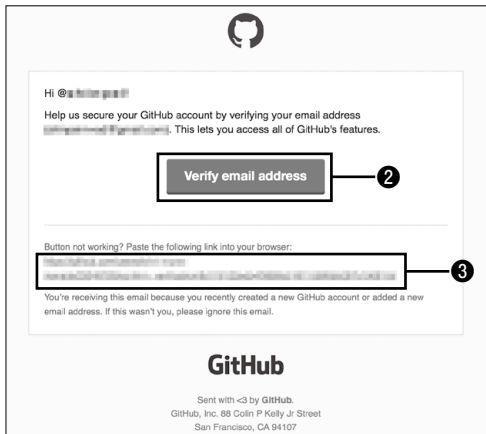 Hi @
Help us secure your GitHub account by verifying your email address
. This lets you access all of GitHub's features.
Verify email address
2
Button not working? Paste the following link into your browser:
3
You're receiving this email because you recently created a new GitHub account or added a new
email address. If this wasn't you, please ignore this email.
GitHub
Sent with <3 by GitHub.
GitHub, Inc. 88 Colin P Kelly Jr Street
San Francisco, CA 94107